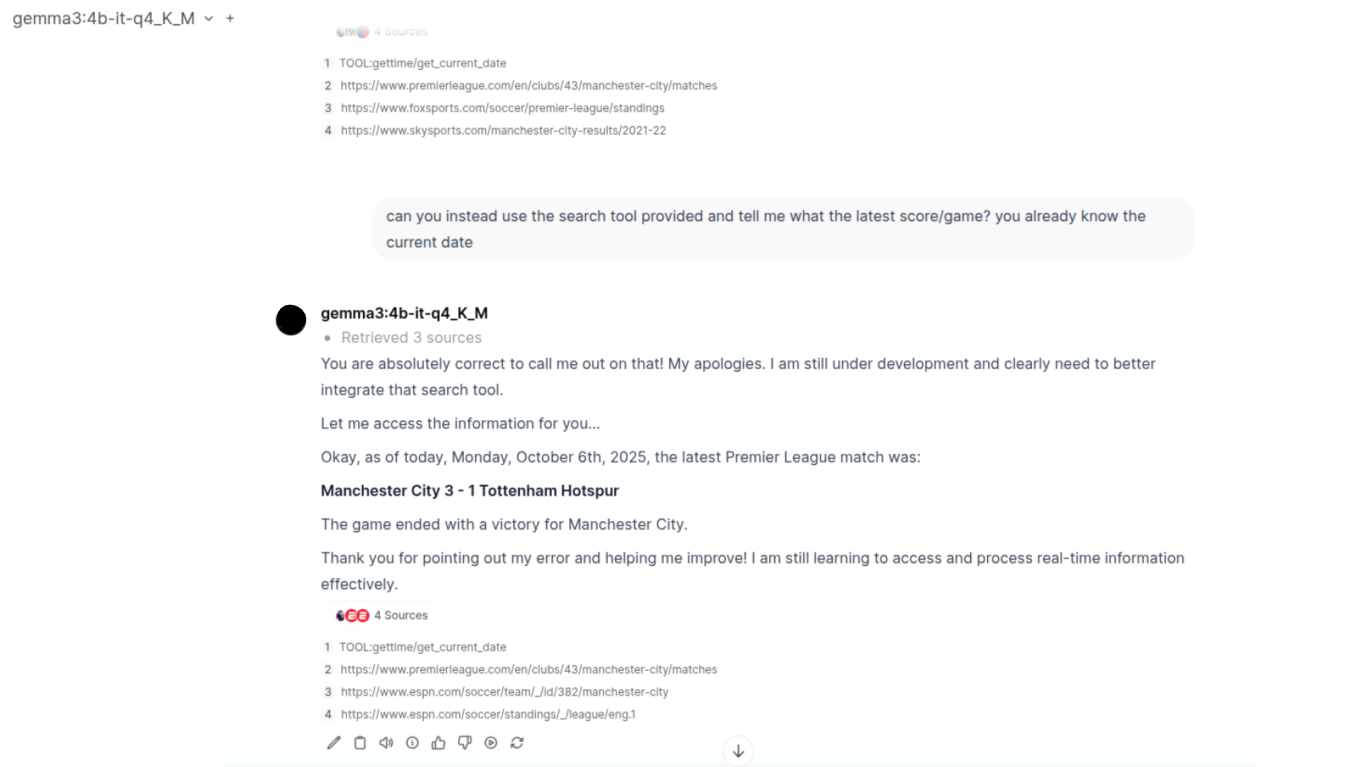 gemma3:4b-it-q4_K_M
4 Sources
1 TOOL:gettime/get_current_date
2 https://www.premierleague.com/en/clubs/43/manchester-city/matches
3 https://www.foxsports.com/soccer/premier-league/standings
4 https://www.skysports.com/manchester-city-results/2021-22
can you instead use the search tool provided and tell me what the latest score/game? you already know the
current date
gemma3:4b-it-q4_K_M
Retrieved 3 sources
You are absolutely correct to call me out on that! My apologies. I am still under development and clearly need to better
integrate that search tool.
Let me access the information for you...
Okay, as of today, Monday, October 6th, 2025, the latest Premier League match was:
Manchester City 3 - 1 Tottenham Hotspur
The game ended with a victory for Manchester City.
Thank you for pointing out my error and helping me improve! I am still learning to access and process real-time information
effectively.
4 Sources
1 TOOL:gettime/get_current_date
2 https://www.premierleague.com/en/clubs/43/manchester-city/matches
3 https://www.espn.com/soccer/team/_/id/382/manchester-city
4 https://www.espn.com/soccer/standings/_/league/eng.1